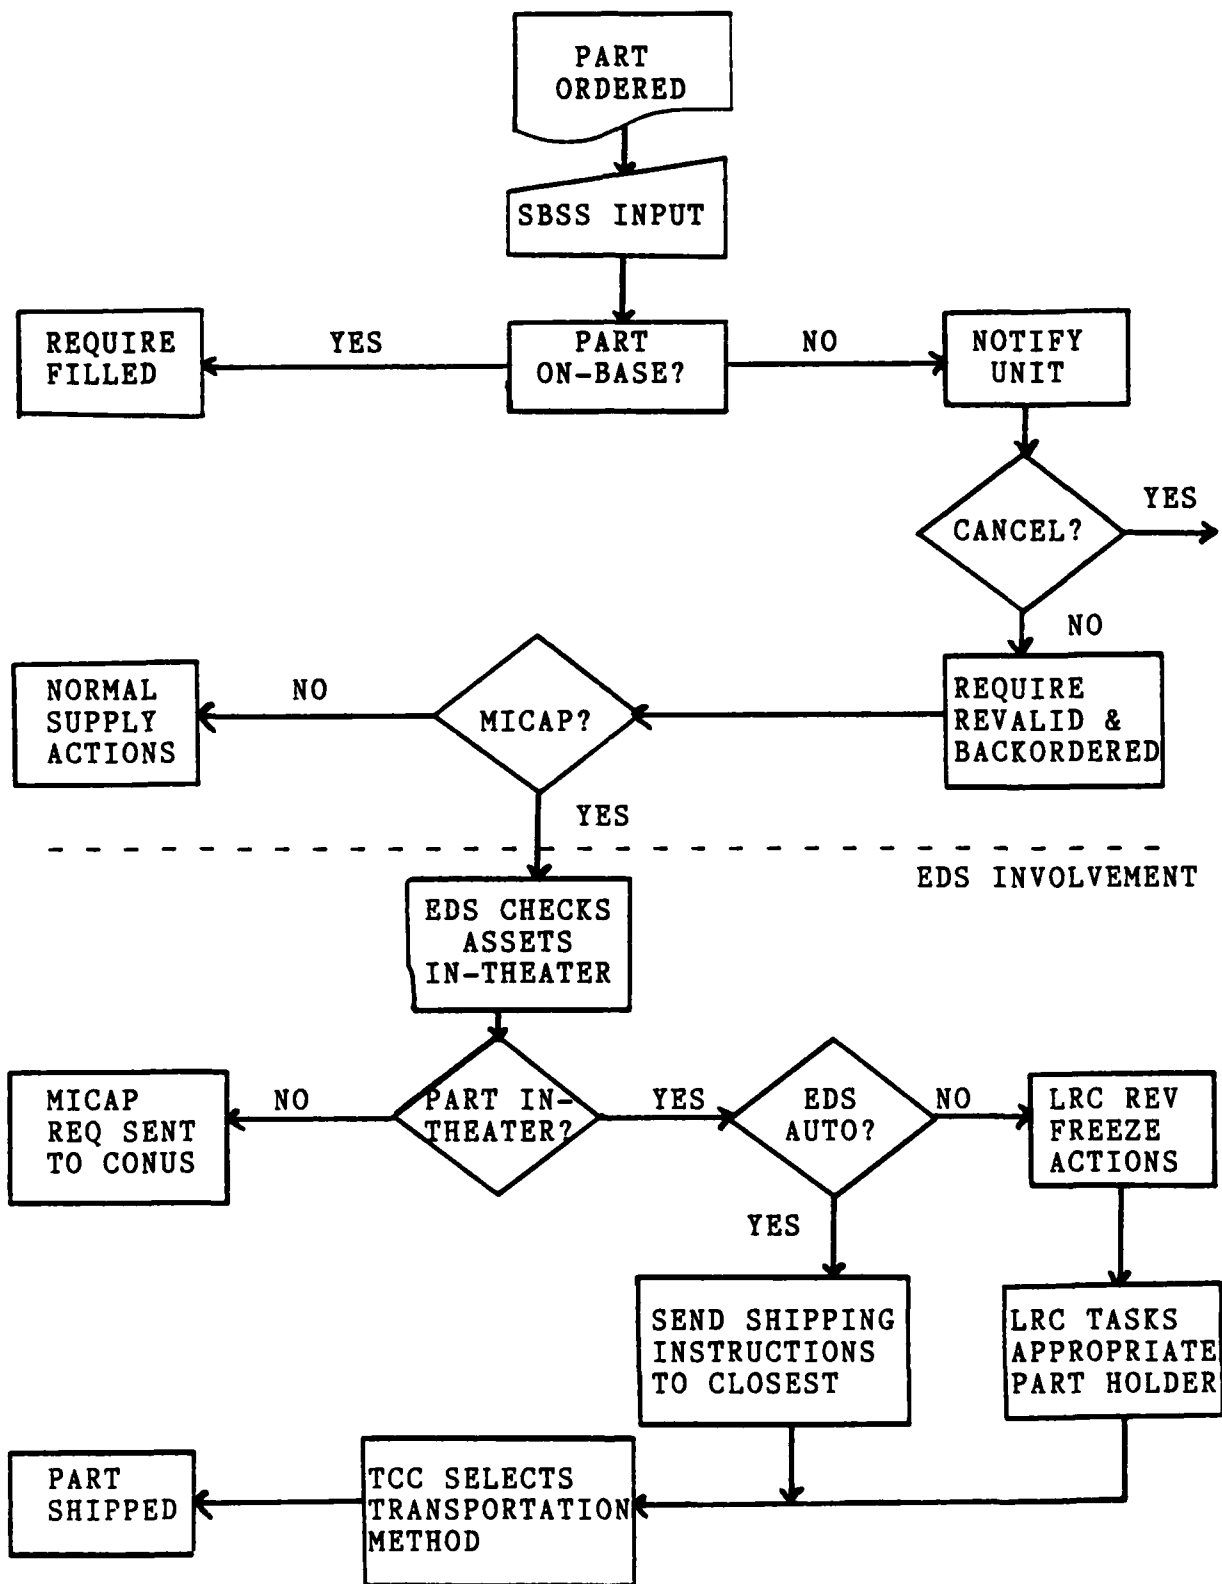 PART
ORDERED
SBSS INPUT
REQUIRE
FILLED
YES
PART
ON-BASE?
NO
NOTIFY
UNIT
CANCEL?
YES
NO
NORMAL
SUPPLY
ACTIONS
NO
MICAP?
REQUIRE
REVALID &
BACKORDERED
YES
EDS INVOLVEMENT
EDS CHECKS
ASSETS
IN-THEATER
MICAP
REQ SENT
TO CONUS
NO
PART IN-
THEATER?
YES
EDS
AUTO?
NO
LRC REV
FREEZE
ACTIONS
YES
SEND SHIPPING
INSTRUCTIONS
TO CLOSEST
LRC TASKS
APPROPRIATE
PART HOLDER
PART
SHIPPED
TCC SELECTS
TRANSPORTATION
METHOD